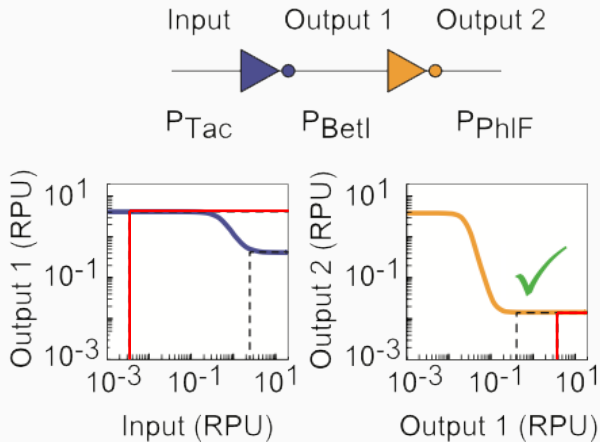 Input Output 1 Output 2
PTac PBetI PPhlF
Output 1 (RPU)
10^1
10^-1
10^-3
10^-3 10^-1 10^1
Input (RPU)
Output 2 (RPU)
10^1
10^-1
10^-3
10^-3 10^-1 10^1
Output 1 (RPU)